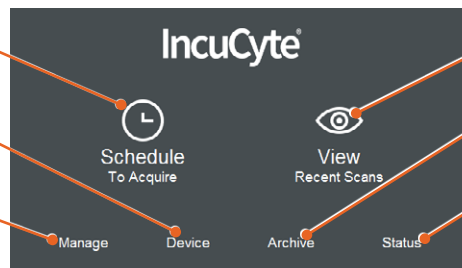 IncuCyte®
Schedule
To Acquire
View
Recent Scans
Manage
Device
Archive
Status